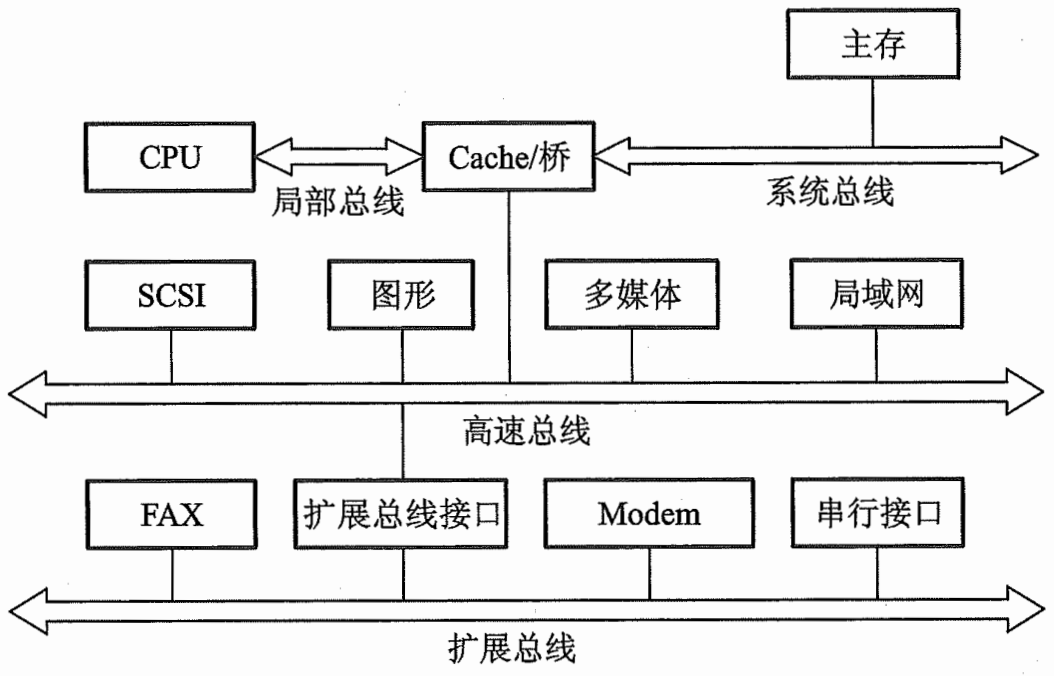 主存
CPU
Cache/桥
局部总线
系统总线
SCSI
图形
多媒体
局域网
高速总线
FAX
扩展总线接口
Modem
串行接口
扩展总线